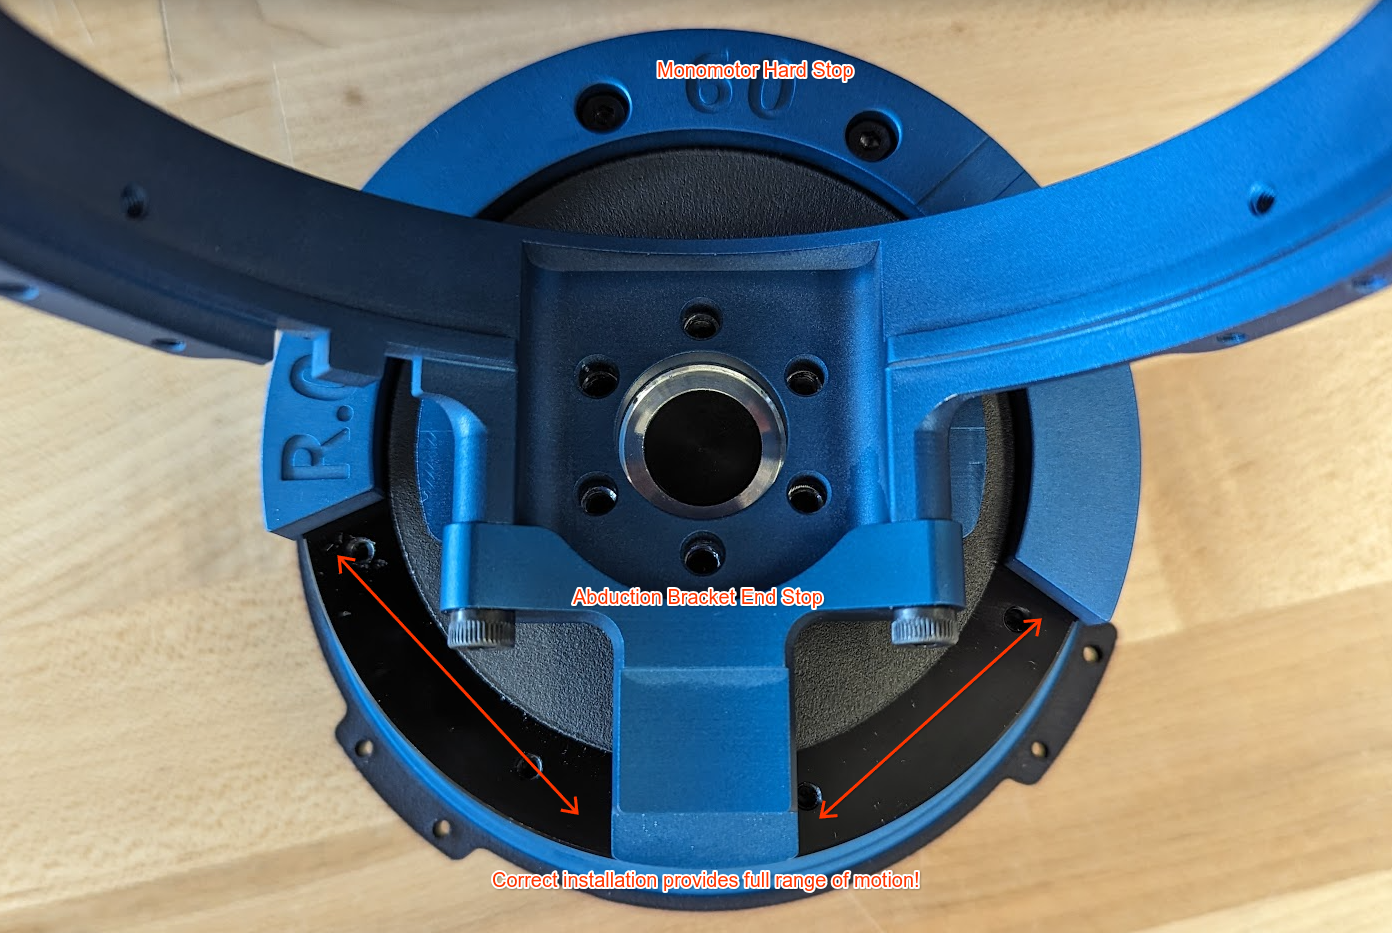 Monomotor Hard Stop
60
Abduction Bracket End Stop
Correct installation provides full range of motion!